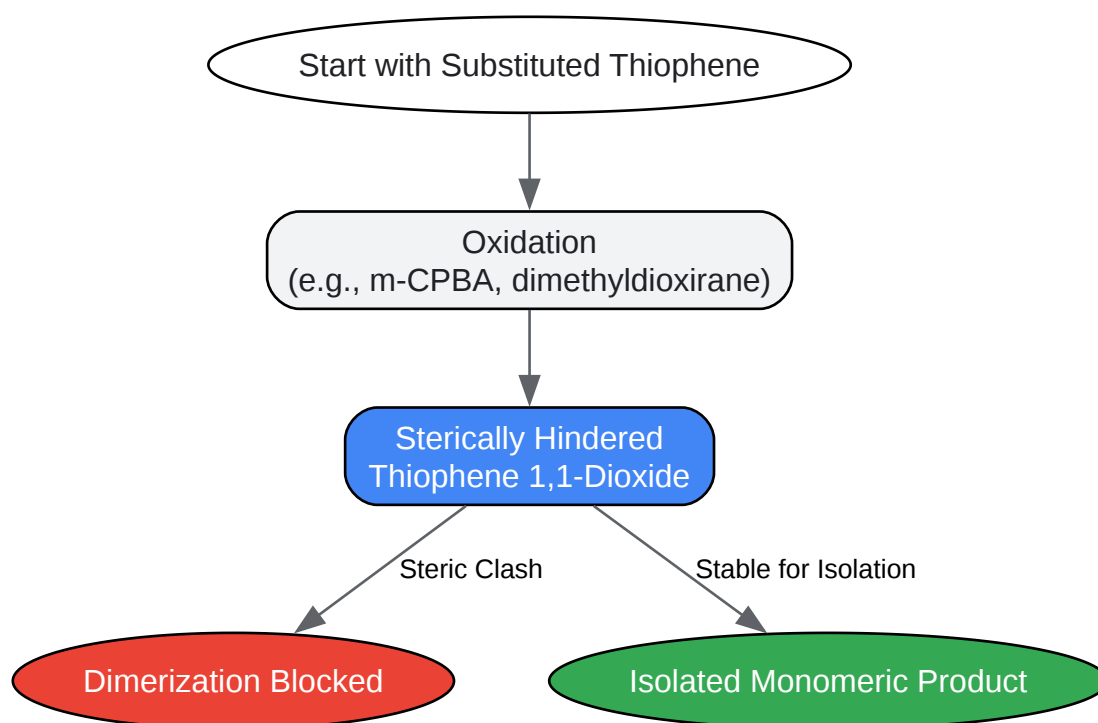 Start with Substituted Thiophene
Oxidation
(e.g., m-CPBA, dimethyldioxirane)
Sterically Hindered
Thiophene 1,1-Dioxide
Steric Clash
Stable for Isolation
Dimerization Blocked
Isolated Monomeric Product